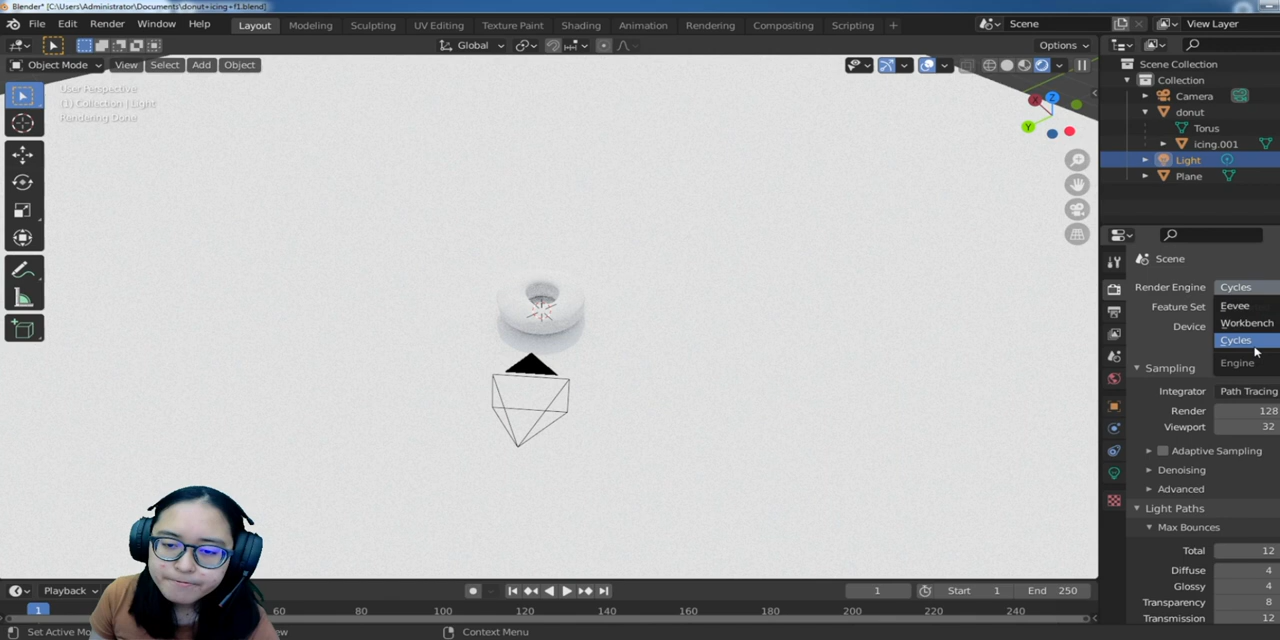 Blender* [C:\Users\Administrator\Documents\donut+icing+f1.blend]
File Edit Render Window Help
Layout Modeling Sculpting UV Editing Texture Paint Shading Animation Rendering Compositing Scripting +
Scene
View Layer
Global
Options
Object Mode View Select Add Object
User Perspective
(1) Collection | Light
Rendering Done
X
Y
Z
Scene Collection
Collection
Camera
donut
Torus
icing.001
Light
Plane
Scene
Render Engine Cycles
Feature Set
Device
Eevee
Workbench
Cycles
Engine
Sampling
Integrator Path Tracing
Render 128
Viewport 32
Adaptive Sampling
Denoising
Advanced
Light Paths
Max Bounces
Total 12
Diffuse 4
Glossy 4
Transparency 8
Transmission 12
Playback
1 Start 1 End 250
1 60 80 100 120 140 160 180 200 220 240
Set Active Mo
Context Menu